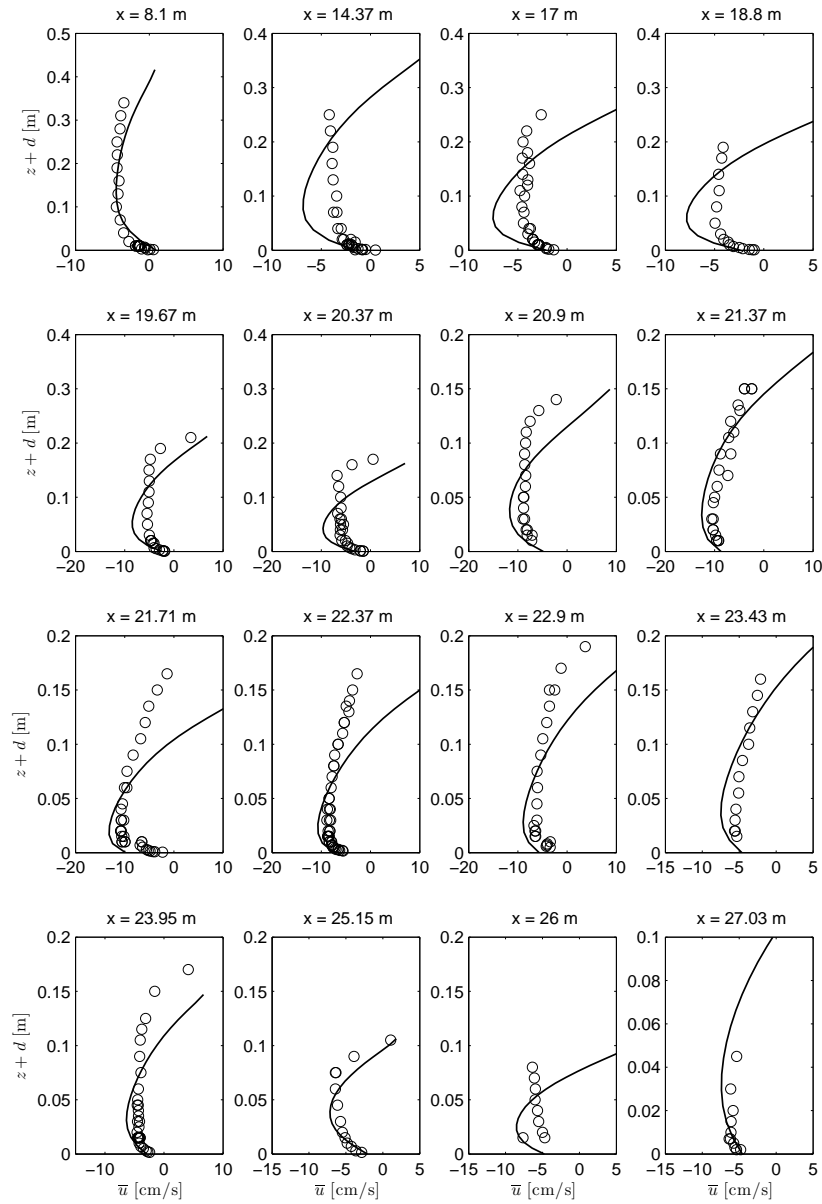 x = 8.1 m x = 14.37 m x = 17 m x = 18.8 m
0.5 0.4 0.4 0.4
0.4
0.3 0.3 0.3
0.3
z + d [m] 0.2 0.2 0.2
0.2
0.1 0.1 0.1
0.1
0 0 0 0
−10 0 10 −10 −5 0 5 −10 −5 0 5 −10 −5 0 5
x = 19.67 m x = 20.37 m x = 20.9 m x = 21.37 m
0.4 0.4 0.2 0.2
0.3 0.3 0.15 0.15
z + d [m] 0.2 0.2 0.1 0.1
0.1 0.1 0.05 0.05
0 0 0 0
−20 −10 0 10 −20 −10 0 10 −20 −10 0 10 −20 −10 0 10
x = 21.71 m x = 22.37 m x = 22.9 m x = 23.43 m
0.2 0.2 0.2 0.2
0.15 0.15 0.15 0.15
z + d [m] 0.1 0.1 0.1 0.1
0.05 0.05 0.05 0.05
0 0 0 0
−20 −10 0 10 −20 −10 0 10 −20 −10 0 10 −15 −10 −5 0 5
x = 23.95 m x = 25.15 m x = 26 m x = 27.03 m
0.2 0.2 0.2 0.1
0.15 0.15 0.15 0.08
z + d [m] 0.1 0.1 0.1 0.06
0.04
0.05 0.05 0.05 0.02
0 0 0 0
−10 0 10 −15 −10 −5 0 5 −15 −10 −5 0 5 −15 −10 −5 0 5
u̅ [cm/s] u̅ [cm/s] u̅ [cm/s] u̅ [cm/s]